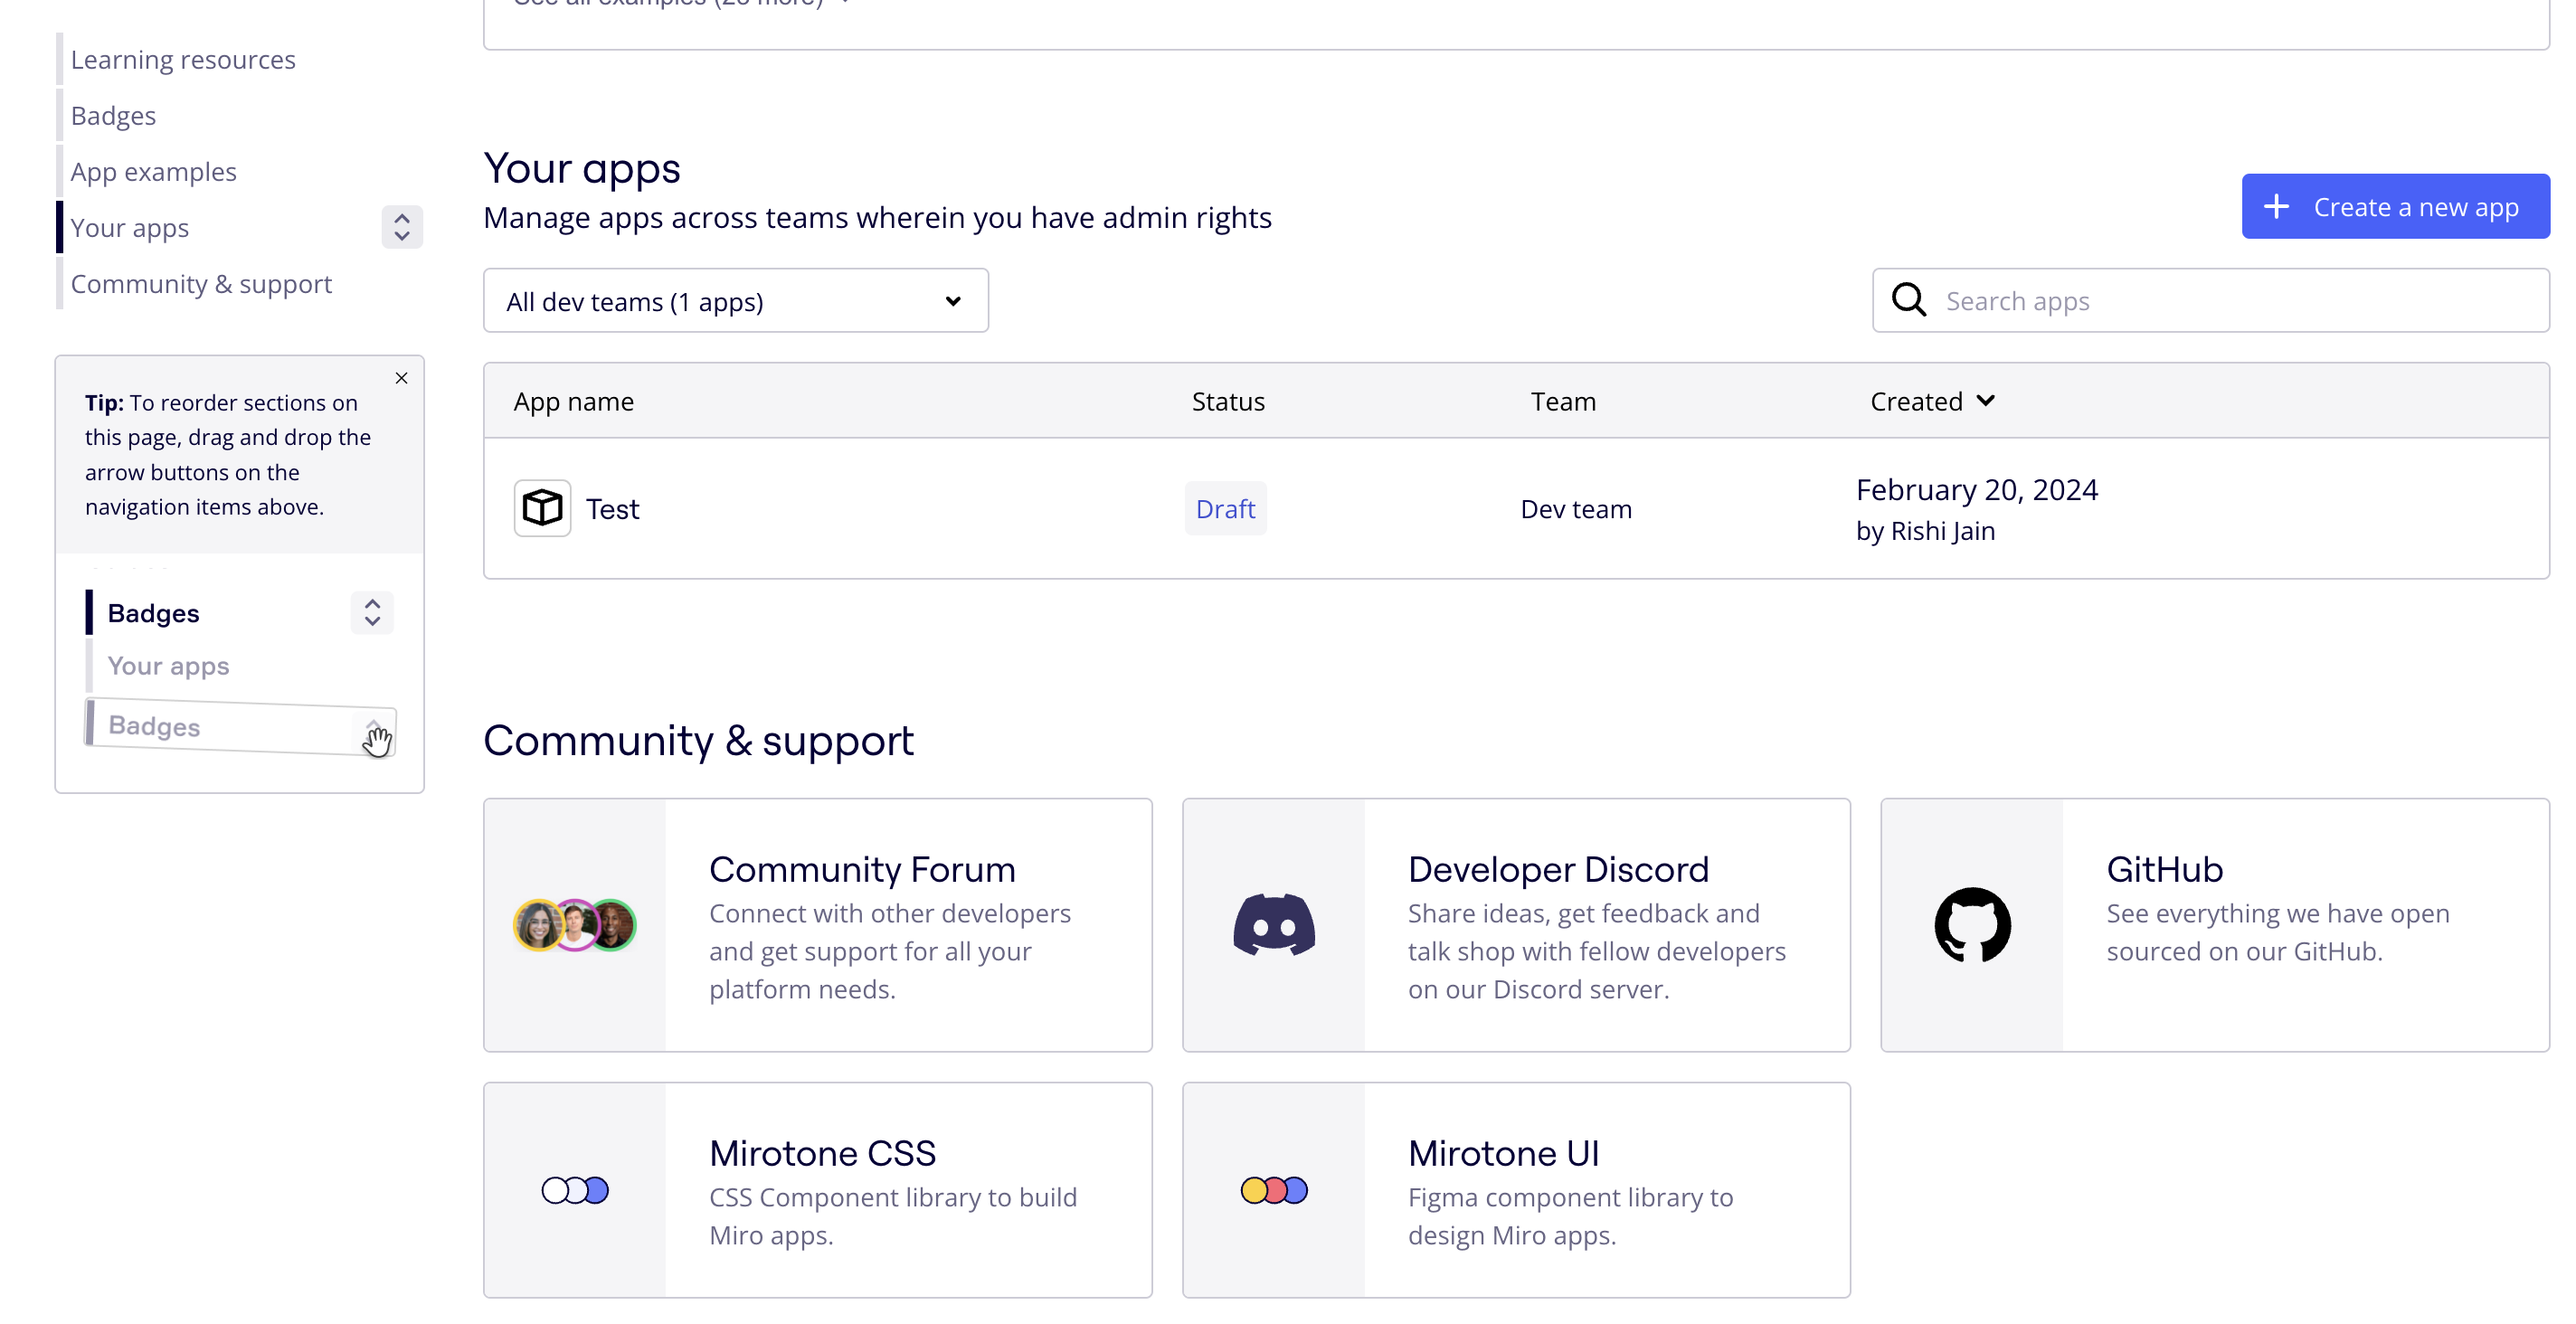 See all examples (28 more)
Learning resources
Badges
App examples
Your apps
Community & support
Tip: To reorder sections on
this page, drag and drop the
arrow buttons on the
navigation items above.
Badges
Your apps
Badges
Your apps
Manage apps across teams wherein you have admin rights
Create a new app
All dev teams (1 apps)
Search apps
App name Status Team Created
Test Draft Dev team February 20, 2024
by Rishi Jain
Community & support
Community Forum
Connect with other developers
and get support for all your
platform needs.
Developer Discord
Share ideas, get feedback and
talk shop with fellow developers
on our Discord server.
GitHub
See everything we have open
sourced on our GitHub.
Mirotone CSS
CSS Component library to build
Miro apps.
Mirotone UI
Figma component library to
design Miro apps.